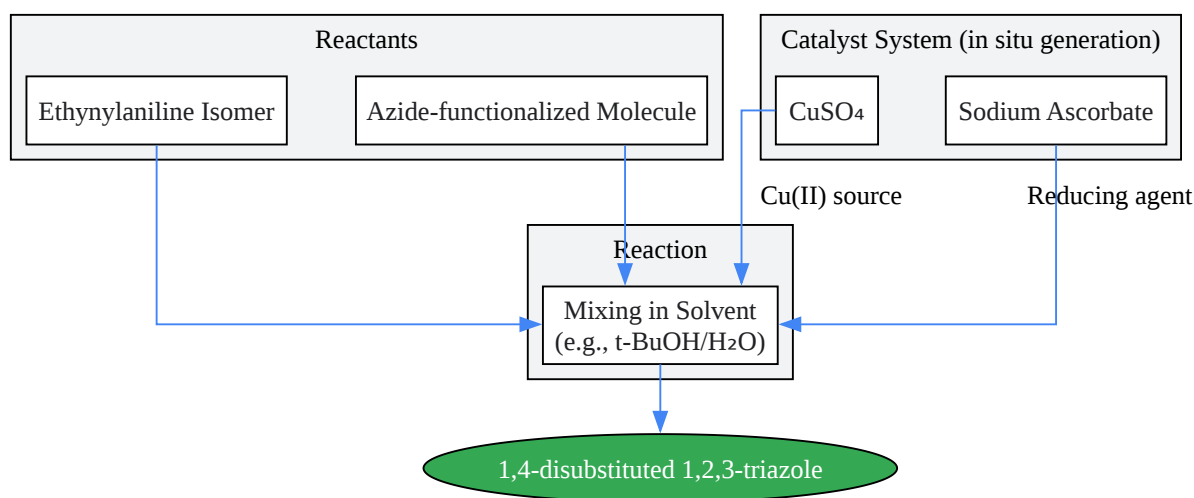 Reactants
Catalyst System (in situ generation)
Ethynylaniline Isomer
Azide-functionalized Molecule
CuSO₄
Sodium Ascorbate
Cu(II) source
Reducing agent
Reaction
Mixing in Solvent
(e.g., t-BuOH/H₂O)
1,4-disubstituted 1,2,3-triazole